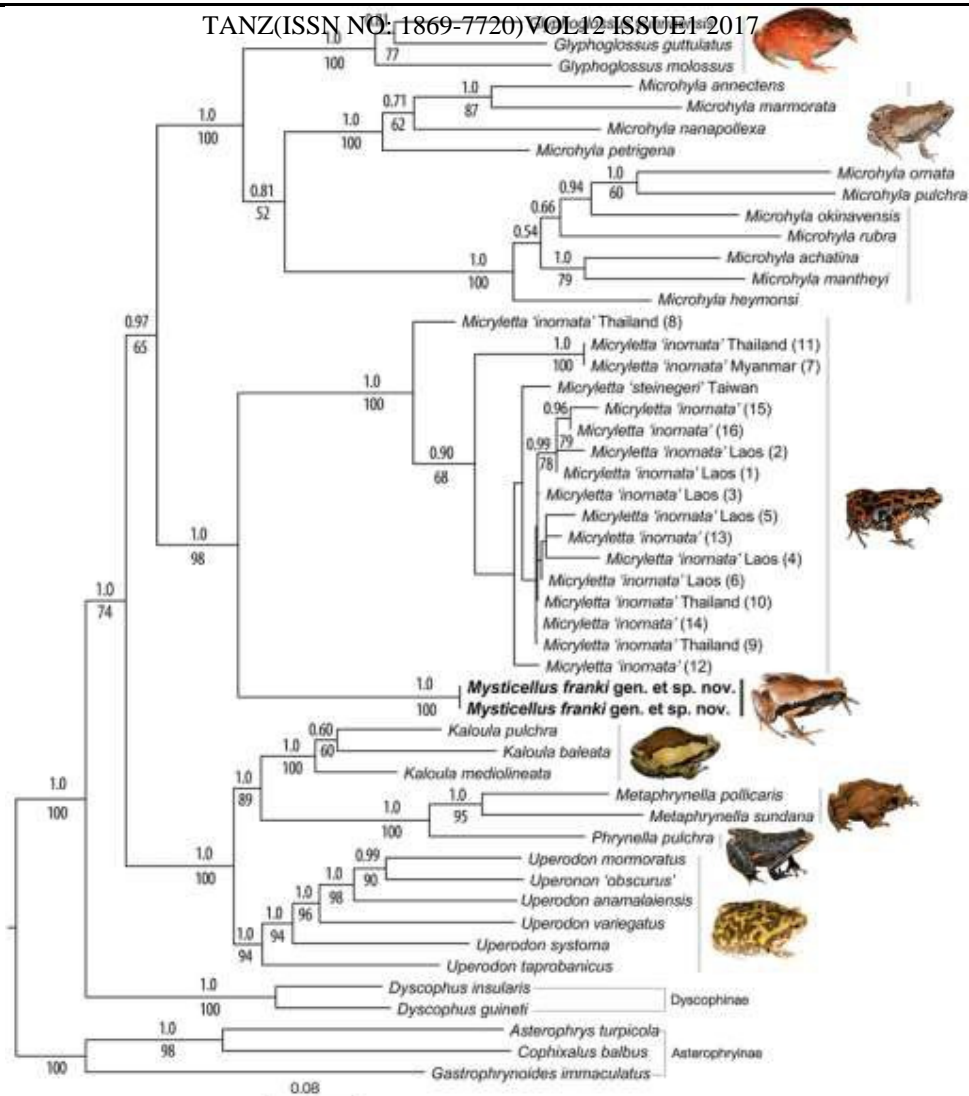 TANZ(ISSN NO: 1869-7720)VOL12 ISSUE1 2017
Glyphoglossus guttulatus
Glyphoglossus molossus
1.0
100
77
Microhyla annectens
Microhyla marmorata
Microhyla nanapollexa
Microhyla petrigena
1.0
87
0.71
62
1.0
100
1.0
100
Microhyla ornata
Microhyla pulchra
Microhyla okinavensis
Microhyla rubra
Microhyla achatina
Microhyla mantheyi
Microhyla heymonsi
1.0
60
0.94
0.66
0.54
1.0
79
1.0
100
0.81
52
0.97
65
Micryletta 'inornata' Thailand (8)
Micryletta 'inornata' Thailand (11)
Micryletta 'inornata' Myanmar (7)
Micryletta 'steinegeri' Taiwan
Micryletta 'inornata' (15)
Micryletta 'inornata' (16)
Micryletta 'inornata' Laos (2)
Micryletta 'inornata' Laos (1)
Micryletta 'inornata' Laos (3)
Micryletta 'inornata' Laos (5)
Micryletta 'inornata' (13)
Micryletta 'inornata' Laos (4)
Micryletta 'inornata' Laos (6)
Micryletta 'inornata' Thailand (10)
Micryletta 'inornata' (14)
Micryletta 'inornata' Thailand (9)
Micryletta 'inornata' (12)
1.0
100
1.0
100
0.96
79
0.99
78
0.90
68
1.0
98
Mysticellus franki gen. et sp. nov.
Mysticellus franki gen. et sp. nov.
1.0
100
1.0
74
Kaloula pulchra
Kaloula baleata
Kaloula mediolineata
0.60
60
1.0
100
1.0
89
Metaphrynella pollicaris
Metaphrynella sundana
Phrynella pulchra
1.0
95
1.0
100
1.0
100
Uperodon mormoratus
Uperonon 'obscurus'
Uperodon anamalaiensis
Uperodon variegatus
Uperodon systoma
Uperodon taprobanicus
0.99
90
1.0
98
1.0
96
1.0
94
1.0
94
1.0
100
Dyscophus insularis
Dyscophus guineti
Dyscophinae
1.0
100
Asterophrys turpicola
Cophixalus balbus
Gastrophrynoides immaculatus
Asterophryinae
1.0
98
100
0.08